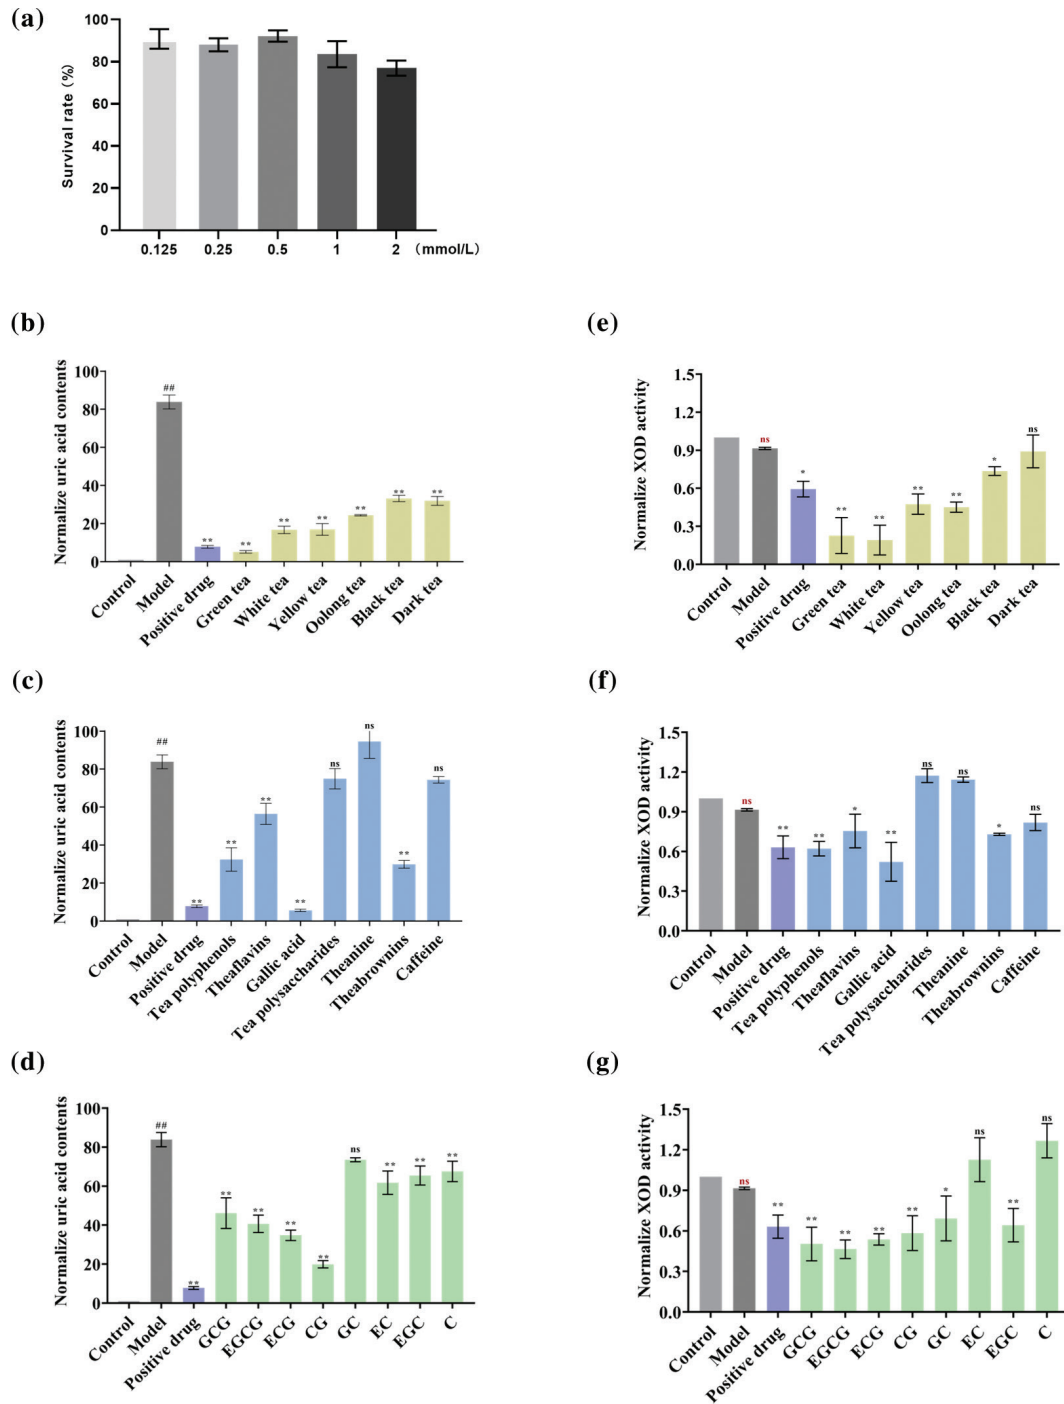 (a)
Survival rate (%)
100
80
60
40
20
0
0.125 0.25 0.5 1 2 (mmol/L)
(b)
Normalize uric acid contents
100
80
60
40
20
0
##
**
**
**
**
**
**
**
Control
Model
Positive drug
Green tea
White tea
Yellow tea
Oolong tea
Black tea
Dark tea
(e)
Normalize XOD activity
1.5
1.2
0.9
0.6
0.3
0.0
ns
*
**
**
**
**
*
ns
Control
Model
Positive drug
Green tea
White tea
Yellow tea
Oolong tea
Black tea
Dark tea
(c)
Normalize uric acid contents
100
80
60
40
20
0
##
**
**
**
**
ns
ns
**
ns
Control
Model
Positive drug
Tea polyphenols
Theaflavins
Gallic acid
Tea polysaccharides
Theanine
Theabrownins
Caffeine
(f)
Normalize XOD activity
1.5
1.2
0.9
0.6
0.3
0.0
ns
**
**
*
**
ns
ns
*
ns
Control
Model
Positive drug
Tea polyphenols
Theaflavins
Gallic acid
Tea polysaccharides
Theanine
Theabrownins
Caffeine
(d)
Normalize uric acid contents
100
80
60
40
20
0
##
**
**
**
**
**
ns
**
**
**
Control
Model
Positive drug
GCG
EGCG
ECG
CG
GC
EC
EGC
C
(g)
Normalize XOD activity
1.5
1.2
0.9
0.6
0.3
0.0
ns
**
**
**
**
**
*
ns
**
ns
Control
Model
Positive drug
GCG
EGCG
ECG
CG
GC
EC
EGC
C